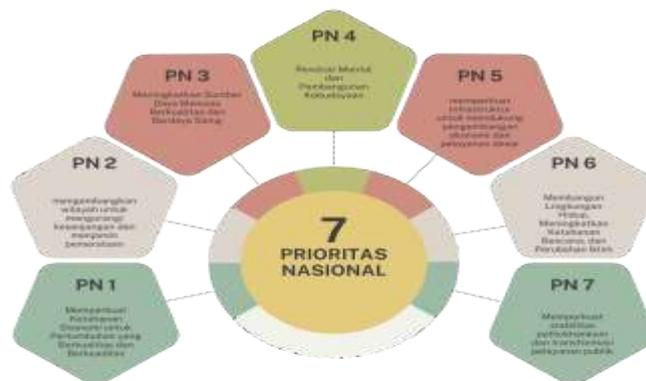 PN 1
Memperkuat
Ketahanan
Ekonomi untuk
Pertumbuhan yang
Berkualitas dan
Berkeadilan
PN 2
mengembangkan
wilayah untuk
mengurangi
kesenjangan dan
menjamin
pemerataan
PN 3
Meningkatkan Sumber
Daya Manusia
Berkualitas dan
Berdaya Saing
PN 4
Revolusi Mental
dan
Pembangunan
Kebudayaan
PN 5
memperkuat
infrastruktur
untuk mendukung
pengembangan
ekonomi dan
pelayanan dasar
PN 6
Membangun
Lingkungan
Hidup,
Meningkatkan
Ketahanan
Bencana, dan
Perubahan Iklim
PN 7
Memperkuat
stabilitas
polhukhankam
dan transformasi
pelayanan publik
7
PRIORITAS
NASIONAL